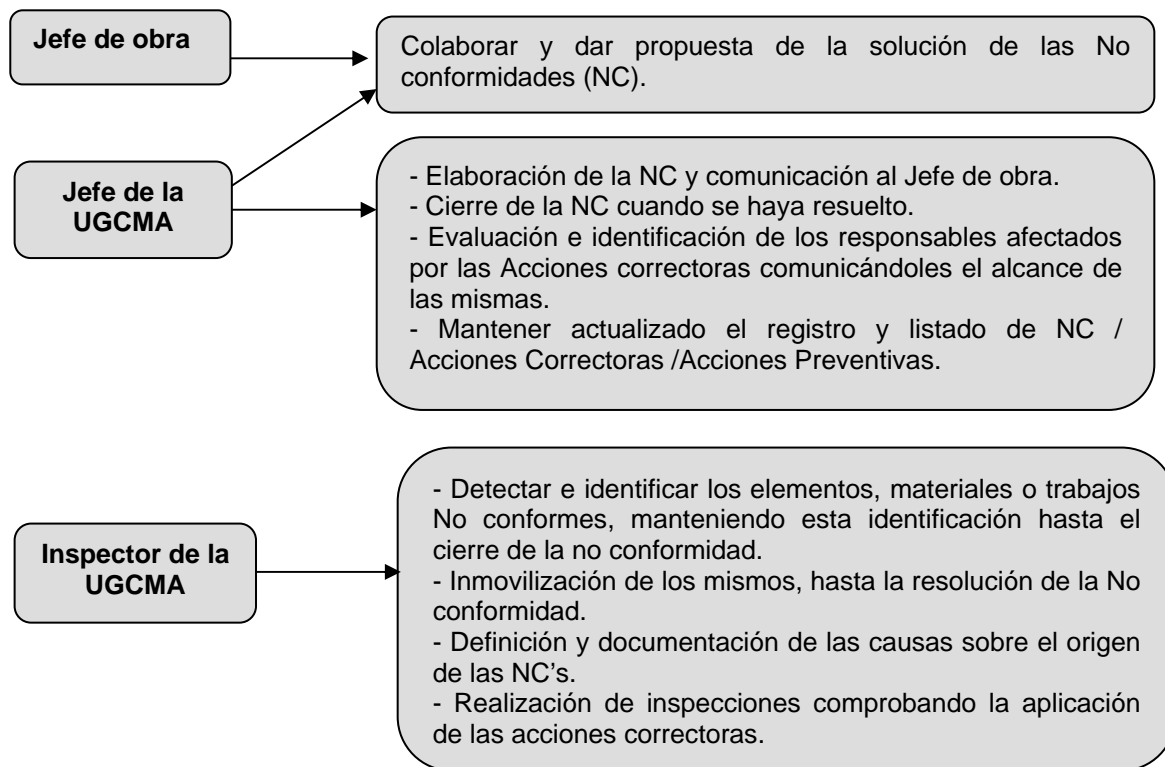 Jefe de obra
Colaborar y dar propuesta de la solución de las No
conformidades (NC).
Jefe de la
UGCMA
- Elaboración de la NC y comunicación al Jefe de obra.
- Cierre de la NC cuando se haya resuelto.
- Evaluación e identificación de los responsables afectados
por las Acciones correctoras comunicándoles el alcance de
las mismas.
- Mantener actualizado el registro y listado de NC /
Acciones Correctoras /Acciones Preventivas.
Inspector de la
UGCMA
- Detectar e identificar los elementos, materiales o trabajos
No conformes, manteniendo esta identificación hasta el
cierre de la no conformidad.
- Inmovilización de los mismos, hasta la resolución de la No
conformidad.
- Definición y documentación de las causas sobre el origen
de las NC’s.
- Realización de inspecciones comprobando la aplicación
de las acciones correctoras.